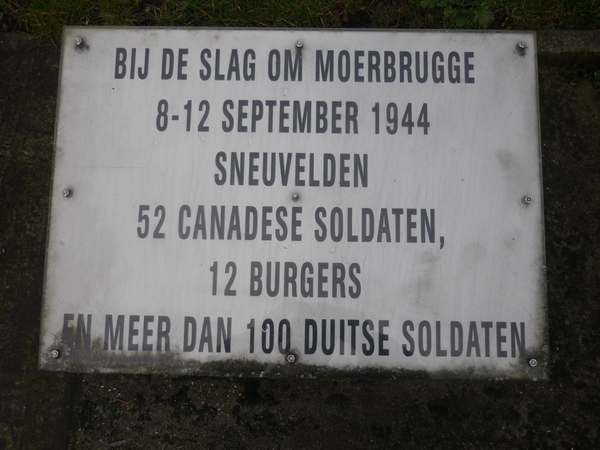 BIJ DE SLAG OM MOERBRUGGE
8-12 SEPTEMBER 1944
SNEUVELDEN
52 CANADESE SOLDATEN,
12 BURGERS
EN MEER DAN 100 DUITSE SOLDATEN